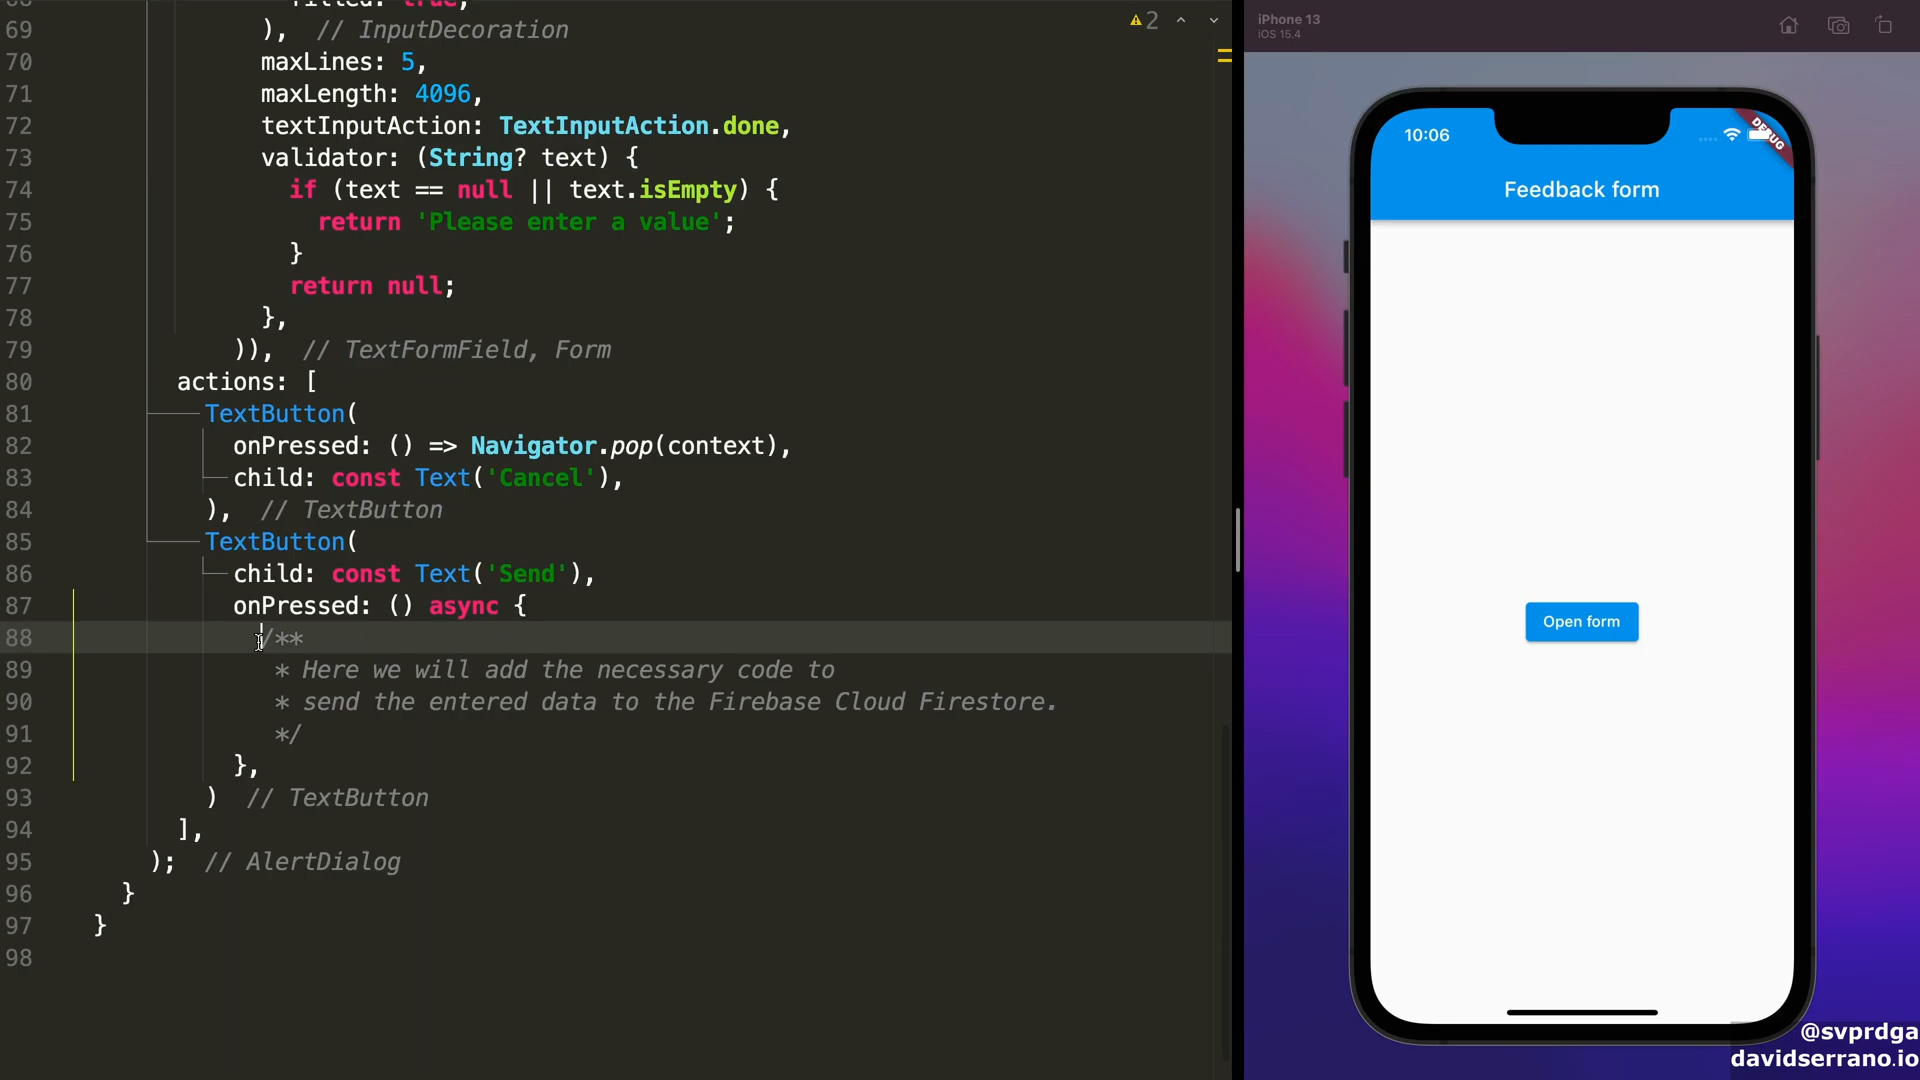 68 filled: true,
69 ), // InputDecoration
70 maxLines: 5,
71 maxLength: 4096,
72 textInputAction: TextInputAction.done,
73 validator: (String? text) {
74 if (text == null || text.isEmpty) {
75 return 'Please enter a value';
76 }
77 return null;
78 },
79 )), // TextFormField, Form
80 actions: [
81 TextButton(
82 onPressed: () => Navigator.pop(context),
83 child: const Text('Cancel'),
84 ), // TextButton
85 TextButton(
86 child: const Text('Send'),
87 onPressed: () async {
88 /**
89 * Here we will add the necessary code to
90 * send the entered data to the Firebase Cloud Firestore.
91 */
92 },
93 ) // TextButton
94 ],
95 ); // AlertDialog
96 }
97 }
98
2
iPhone 13
iOS 15.4
10:06
DEBUG
Feedback form
Open form
@svprdga
davidserrano.io